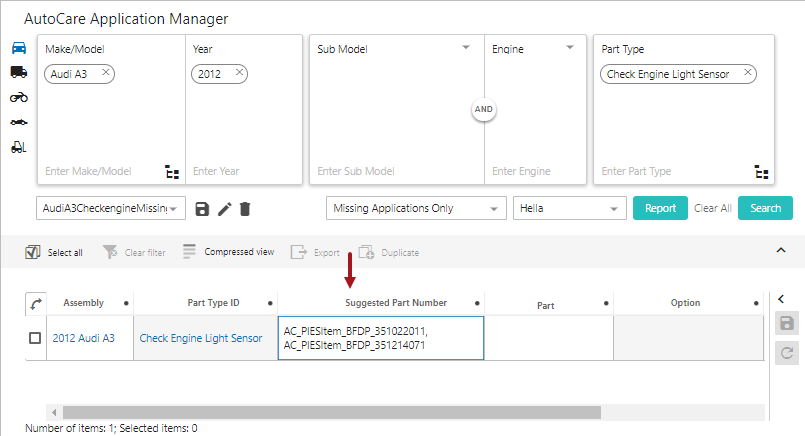 AutoCare Application Manager
Make/Model
Year
Sub Model
Engine
Part Type
Audi A3
2012
Check Engine Light Sensor
AND
Enter Make/Model
Enter Year
Enter Sub Model
Enter Engine
Enter Part Type
AudiA3CheckengineMissing
Missing Applications Only
Hella
Report
Clear All
Search
Select all
Clear filter
Compressed view
Export
Duplicate
Assembly
Part Type ID
Suggested Part Number
Part
Option
2012 Audi A3
Check Engine Light Sensor
AC_PIESItem_BFDP_351022011,
AC_PIESItem_BFDP_351214071
Number of items: 1; Selected items: 0